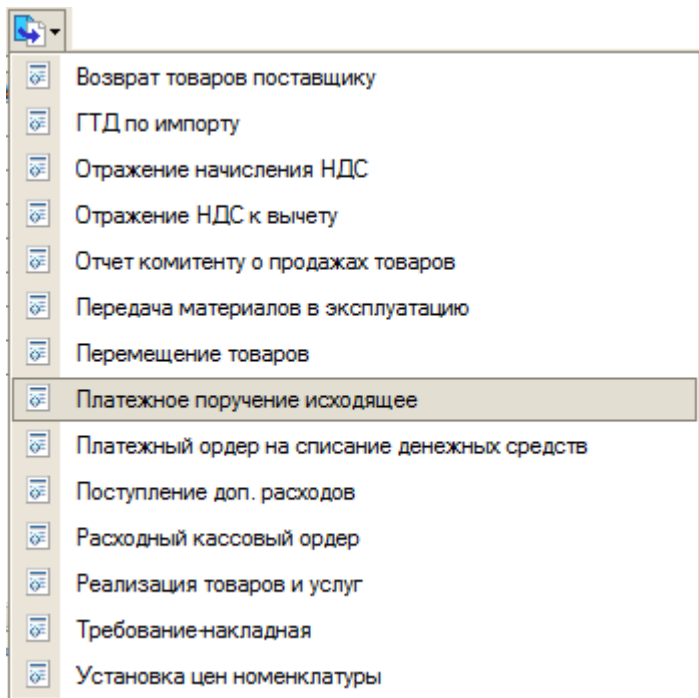 Возврат товаров поставщику
ГТД по импорту
Отражение начисления НДС
Отражение НДС к вычету
Отчет комитенту о продажах товаров
Передача материалов в эксплуатацию
Перемещение товаров
Платежное поручение исходящее
Платежный ордер на списание денежных средств
Поступление доп. расходов
Расходный кассовый ордер
Реализация товаров и услуг
Требование-накладная
Установка цен номенклатуры